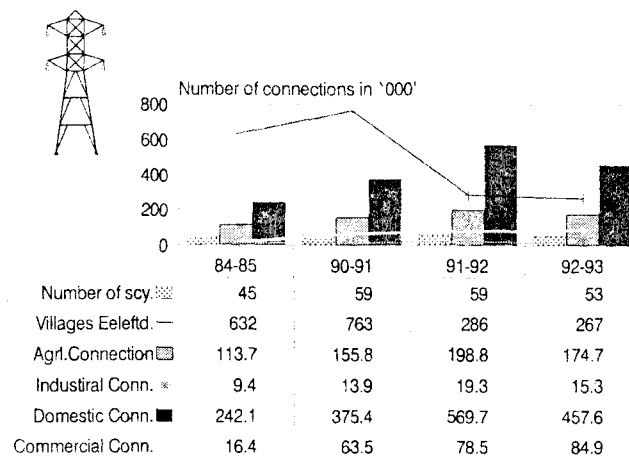 Number of connections in `000'
800
600
400
200
0
84-85 90-91 91-92 92-93
Number of scy. 45 59 59 53
Villages Eeleftd. 632 763 286 267
Agrl.Connection 113.7 155.8 198.8 174.7
Industiral Conn. 9.4 13.9 19.3 15.3
Domestic Conn. 242.1 375.4 569.7 457.6
Commercial Conn. 16.4 63.5 78.5 84.9